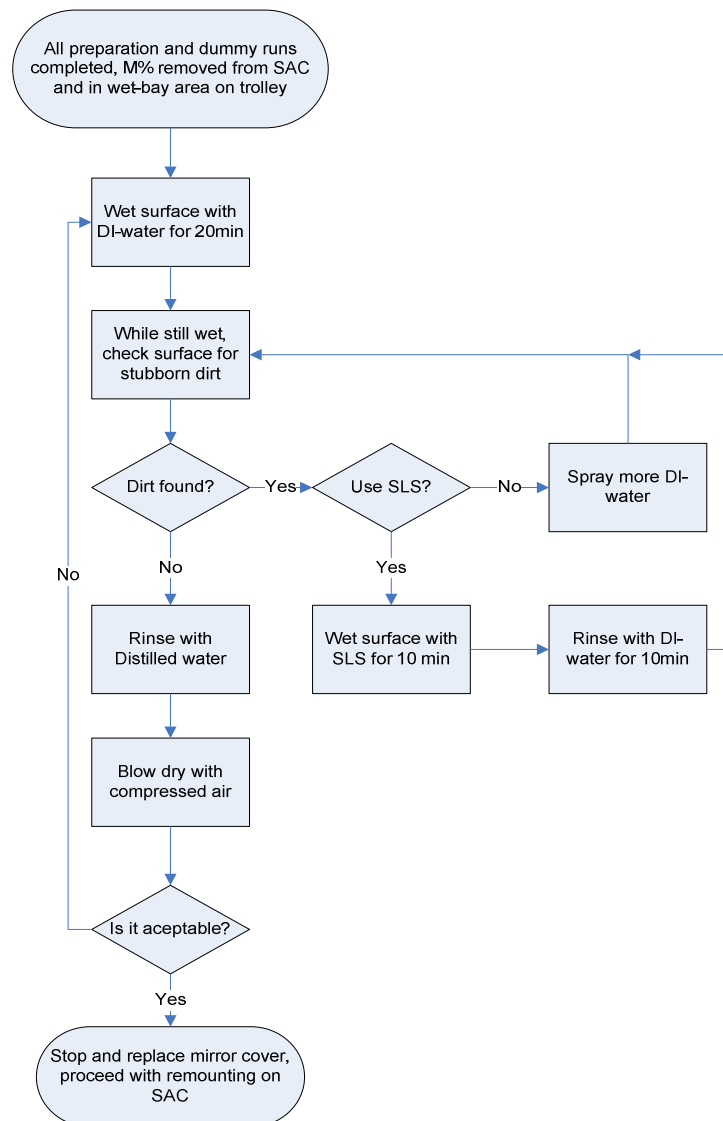 All preparation and dummy runs
completed, M% removed from SAC
and in wet-bay area on trolley
Wet surface with
DI-water for 20min
While still wet,
check surface for
stubborn dirt
Dirt found?
Yes
Use SLS?
No
Spray more DI-
water
No
No
Yes
Rinse with
Distilled water
Wet surface with
SLS for 10 min
Rinse with DI-
water for 10min
Blow dry with
compressed air
Is it aceptable?
Yes
Stop and replace mirror cover,
proceed with remounting on
SAC